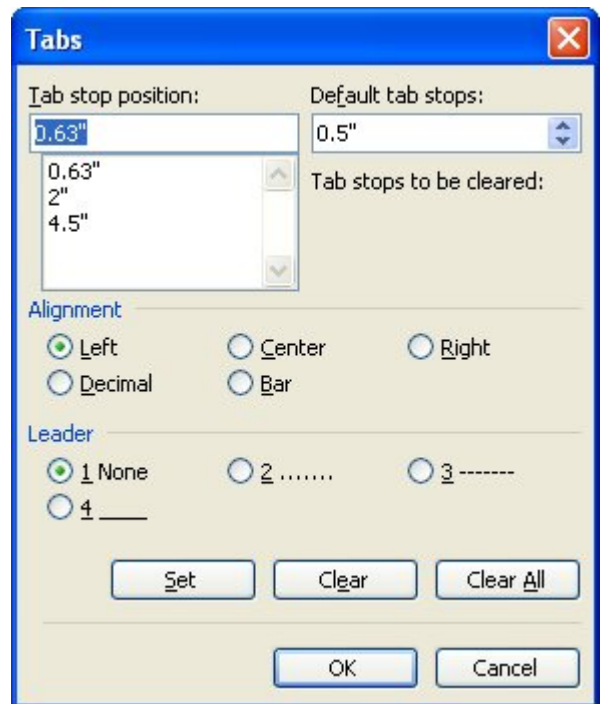 Tabs
Tab stop position: Default tab stops:
0.63" 0.5"
0.63" Tab stops to be cleared:
2"
4.5"
Alignment
Left Center Right
Decimal Bar
Leader
1 None 2 ....... 3 -------
4 ____
Set Clear Clear All
OK Cancel